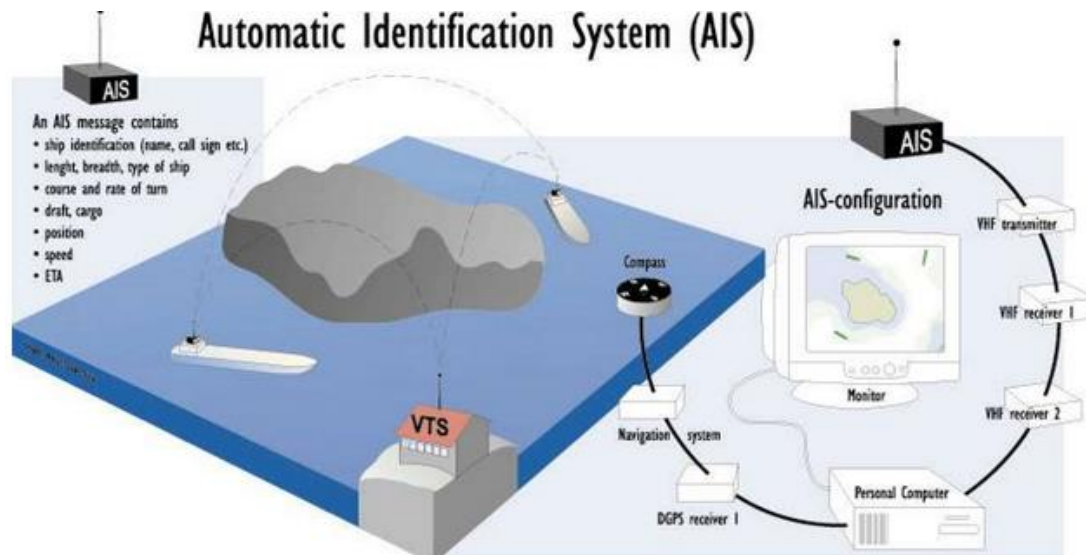 Automatic Identification System (AIS)
AIS
An AIS message contains
• ship identification (name, call sign etc.)
• lenght, breadth, type of ship
• course and rate of turn
• draft, cargo
• position
• speed
• ETA
VTS
AIS
AIS-configuration
VHF transmitter
Compass
VHF receiver 1
Monitor
VHF receiver 2
Navigation system
Personal Computer
DGPS receiver 1